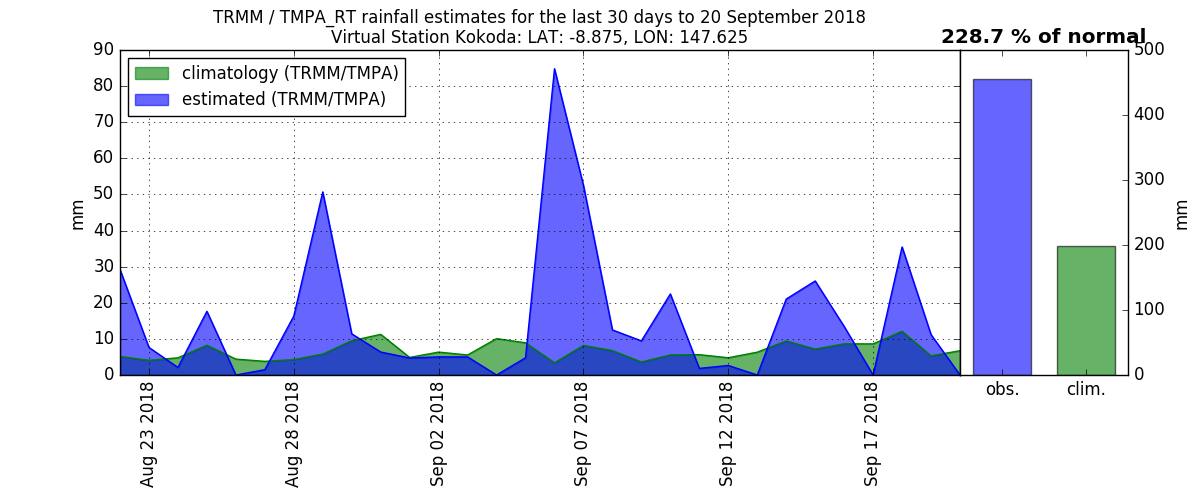 TRMM / TMPA_RT rainfall estimates for the last 30 days to 20 September 2018
Virtual Station Kokoda: LAT: -8.875, LON: 147.625
228.7 % of normal
climatology (TRMM/TMPA)
estimated (TRMM/TMPA)
90
80
70
60
50
40
30
20
10
0
mm
Aug 23 2018
Aug 28 2018
Sep 02 2018
Sep 07 2018
Sep 12 2018
Sep 17 2018
500
400
300
200
100
0
mm
obs.
clim.